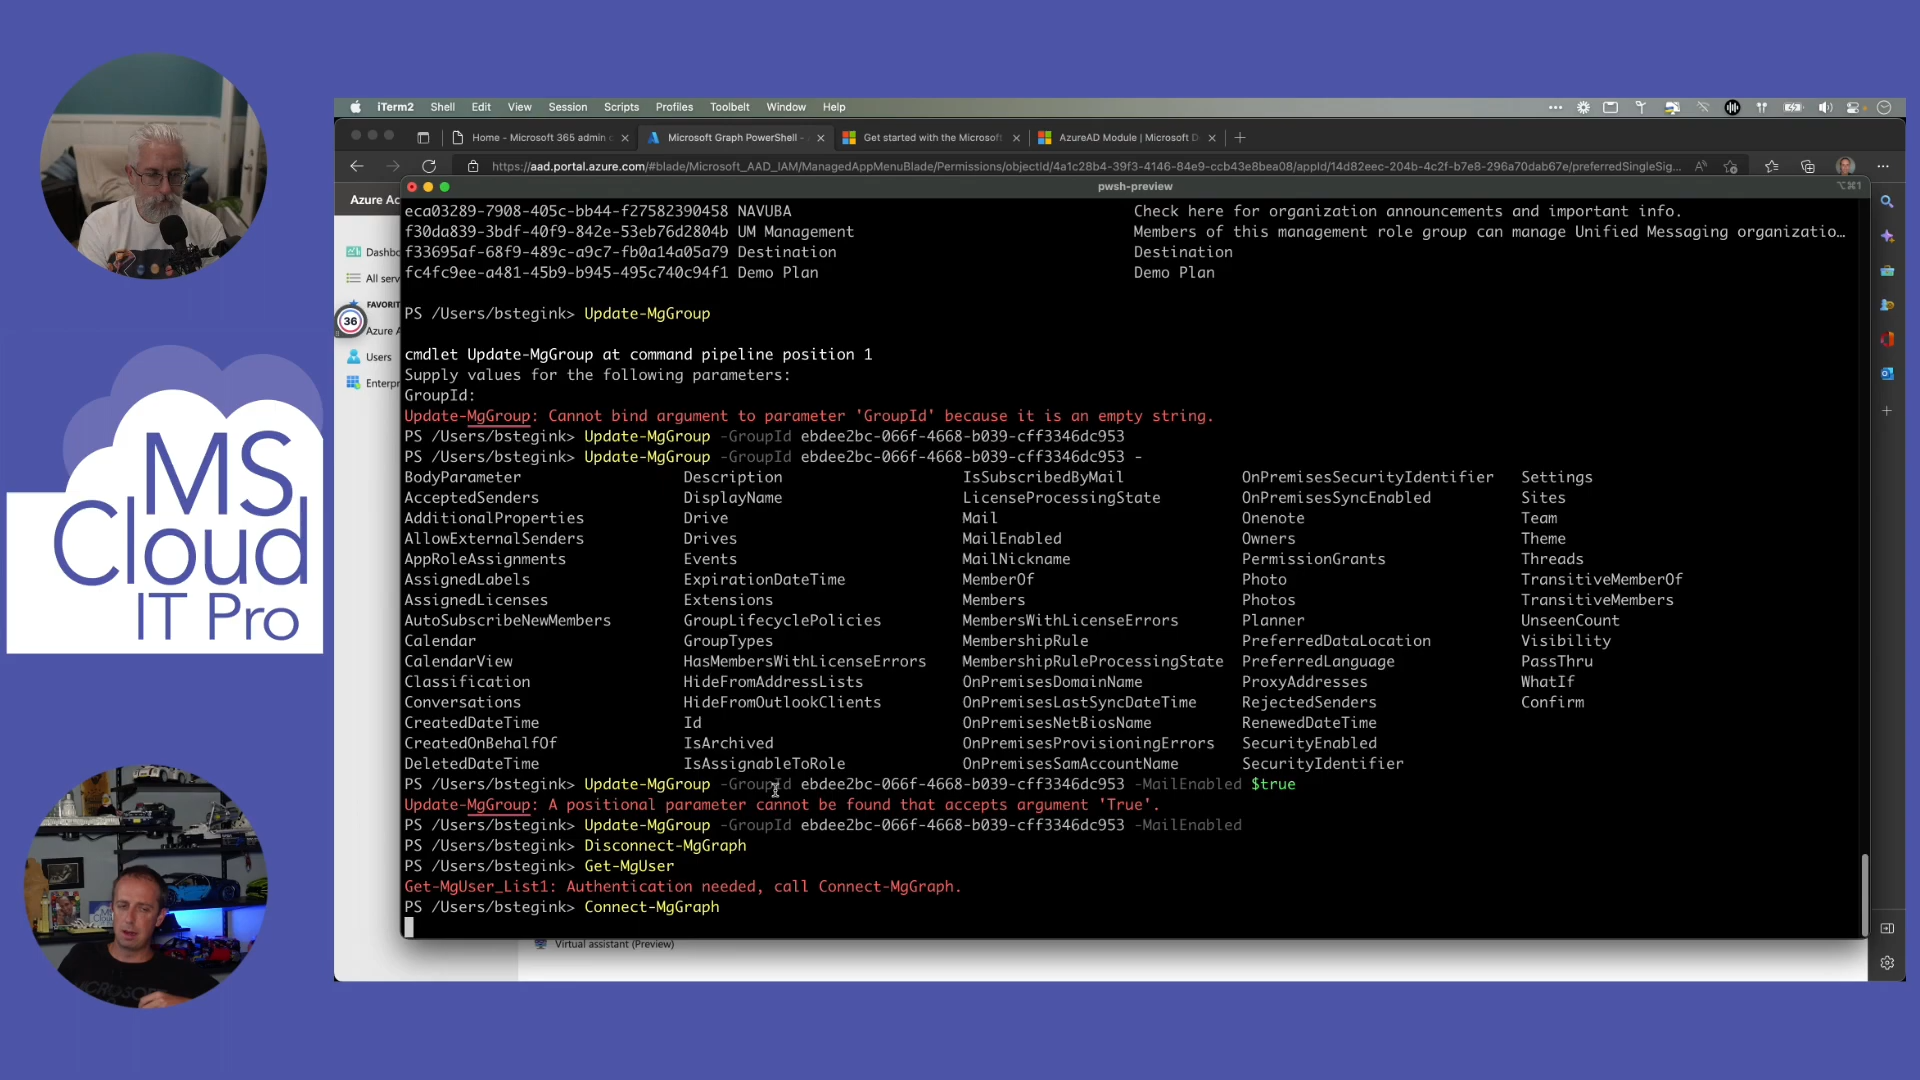 MS
Cloud
IT Pro
iTerm2 Shell Edit View Session Scripts Profiles Toolbelt Window Help
Home - Microsoft 365 admin c
Microsoft Graph PowerShell -
Get started with the Microsoft
AzureAD Module | Microsoft D
https://aad.portal.azure.com/#blade/Microsoft_AAD_IAM/ManagedAppMenuBlade/Permissions/objectId/4a1c28b4-39f3-4146-84e9-ccb43e8bea08/appId/14d82eec-204b-4c2f-b7e8-296a70dab67e/preferredSingleSig...
pwsh-preview
⌥⌘1
Azure Ac
Dashbo
All serv
FAVORIT
36
Azure A
Users
Enterpr
eca03289-7908-405c-bb44-f27582390458 NAVUBA Check here for organization announcements and important info.
f30da839-3bdf-40f9-842e-53eb76d2804b UM Management Members of this management role group can manage Unified Messaging organizatio…
f33695af-68f9-489c-a9c7-fb0a14a05a79 Destination Destination
fc4fc9ee-a481-45b9-b945-495c740c94f1 Demo Plan Demo Plan
PS /Users/bstegink> Update-MgGroup
cmdlet Update-MgGroup at command pipeline position 1
Supply values for the following parameters:
GroupId:
Update-MgGroup: Cannot bind argument to parameter 'GroupId' because it is an empty string.
PS /Users/bstegink> Update-MgGroup -GroupId ebdee2bc-066f-4668-b039-cff3346dc953
PS /Users/bstegink> Update-MgGroup -GroupId ebdee2bc-066f-4668-b039-cff3346dc953 -
BodyParameter Description IsSubscribedByMail OnPremisesSecurityIdentifier Settings
AcceptedSenders DisplayName LicenseProcessingState OnPremisesSyncEnabled Sites
AdditionalProperties Drive Mail Onenote Team
AllowExternalSenders Drives MailEnabled Owners Theme
AppRoleAssignments Events MailNickname PermissionGrants Threads
AssignedLabels ExpirationDateTime MemberOf Photo TransitiveMemberOf
AssignedLicenses Extensions Members Photos TransitiveMembers
AutoSubscribeNewMembers GroupLifecyclePolicies MembersWithLicenseErrors Planner UnseenCount
Calendar GroupTypes MembershipRule PreferredDataLocation Visibility
CalendarView HasMembersWithLicenseErrors MembershipRuleProcessingState PreferredLanguage PassThru
Classification HideFromAddressLists OnPremisesDomainName ProxyAddresses WhatIf
Conversations HideFromOutlookClients OnPremisesLastSyncDateTime RejectedSenders Confirm
CreatedDateTime Id OnPremisesNetBiosName RenewedDateTime
CreatedOnBehalfOf IsArchived OnPremisesProvisioningErrors SecurityEnabled
DeletedDateTime IsAssignableToRole OnPremisesSamAccountName SecurityIdentifier
PS /Users/bstegink> Update-MgGroup -GroupId ebdee2bc-066f-4668-b039-cff3346dc953 -MailEnabled $true
Update-MgGroup: A positional parameter cannot be found that accepts argument 'True'.
PS /Users/bstegink> Update-MgGroup -GroupId ebdee2bc-066f-4668-b039-cff3346dc953 -MailEnabled
PS /Users/bstegink> Disconnect-MgGraph
PS /Users/bstegink> Get-MgUser
Get-MgUser_List1: Authentication needed, call Connect-MgGraph.
PS /Users/bstegink> Connect-MgGraph
Virtual assistant (Preview)